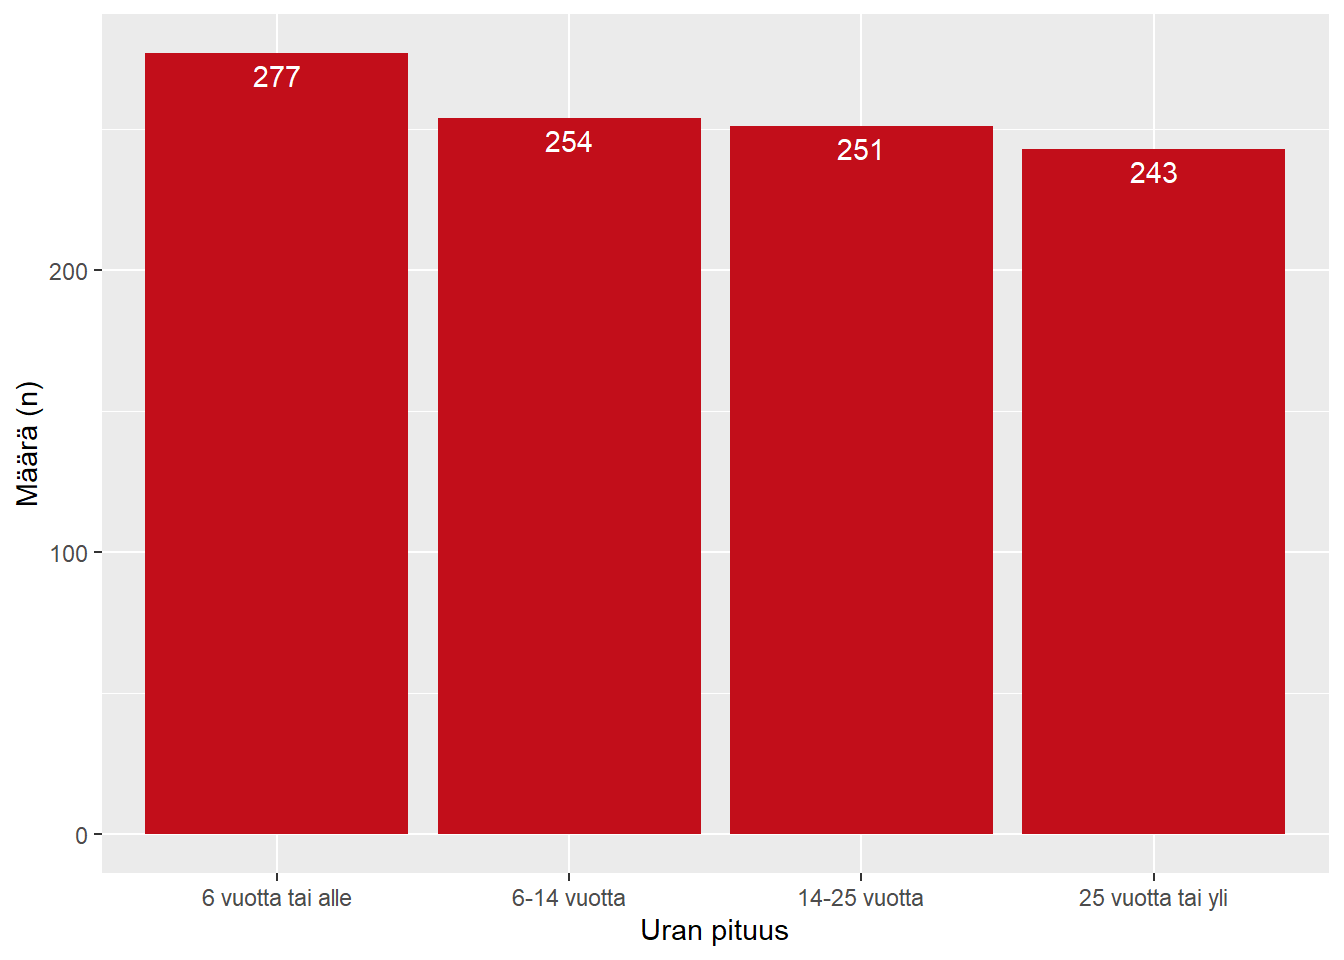 277
254
251
243
200
100
0
Määrä (n)
6 vuotta tai alle
6-14 vuotta
14-25 vuotta
25 vuotta tai yli
Uran pituus